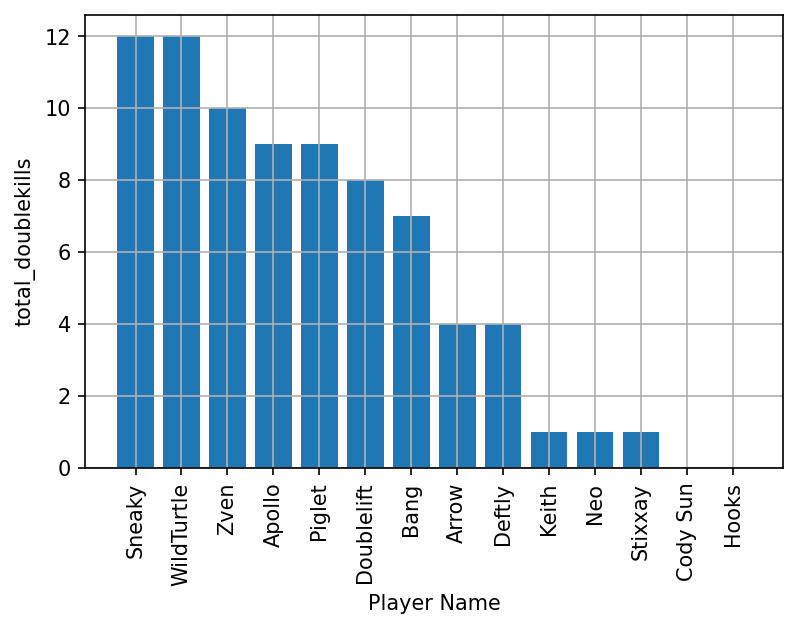 total_doublekills
12
10
8
6
4
2
0
Sneaky
WildTurtle
Zven
Apollo
Piglet
Doublelift
Bang
Arrow
Deftly
Keith
Neo
Stixxay
Cody Sun
Hooks
Player Name